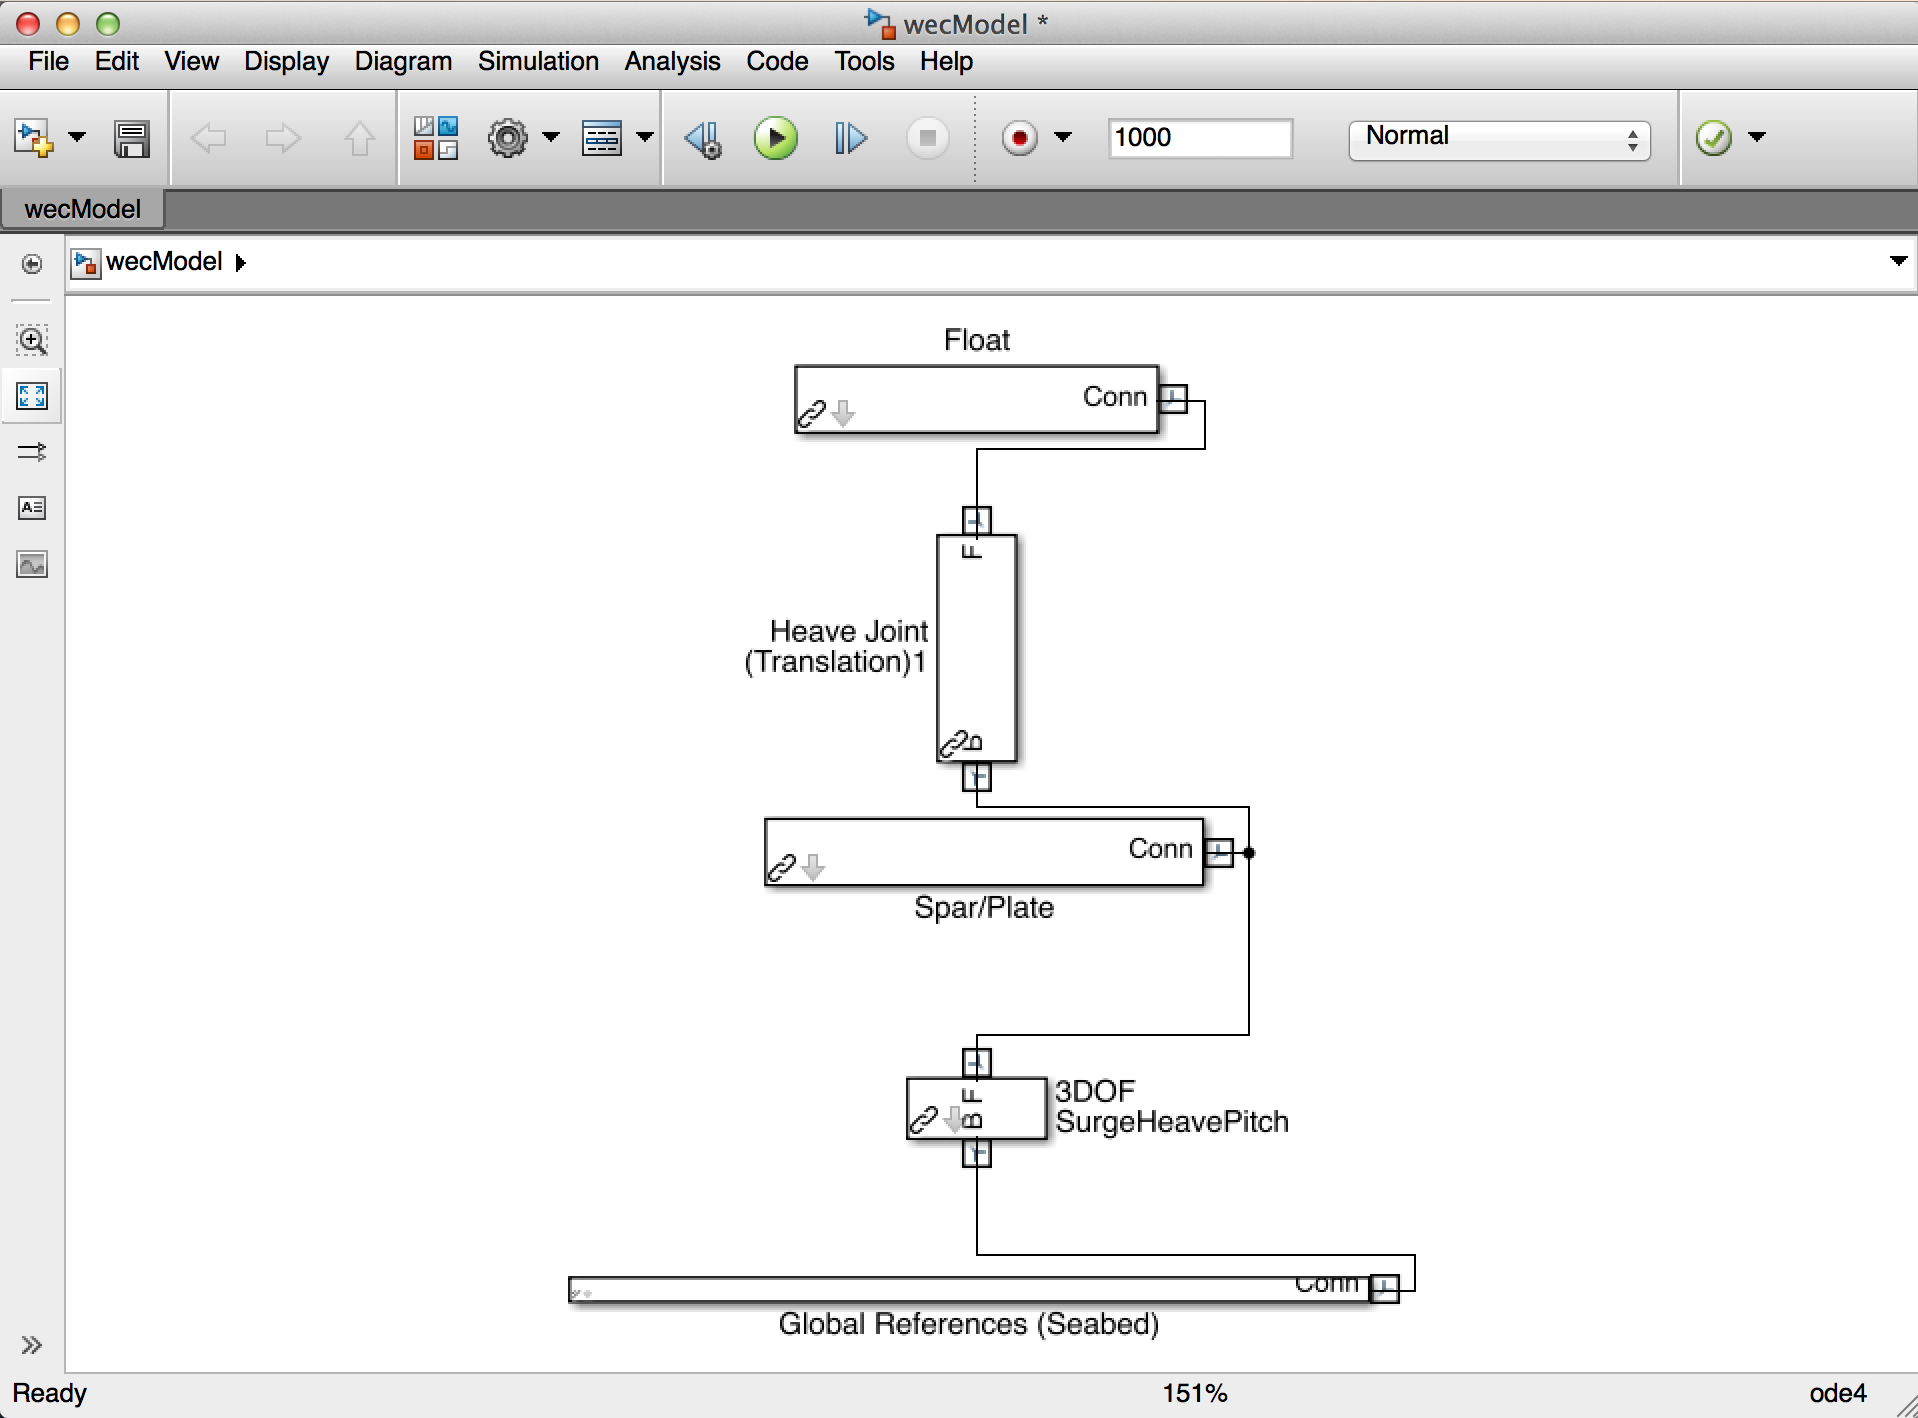 wecModel *
File Edit View Display Diagram Simulation Analysis Code Tools Help
1000 Normal
wecModel
wecModel
Float
Conn
F
Heave Joint
(Translation)1
B
Conn
Spar/Plate
F
B
3DOF
SurgeHeavePitch
Conn
Global References (Seabed)
Ready 151% ode4